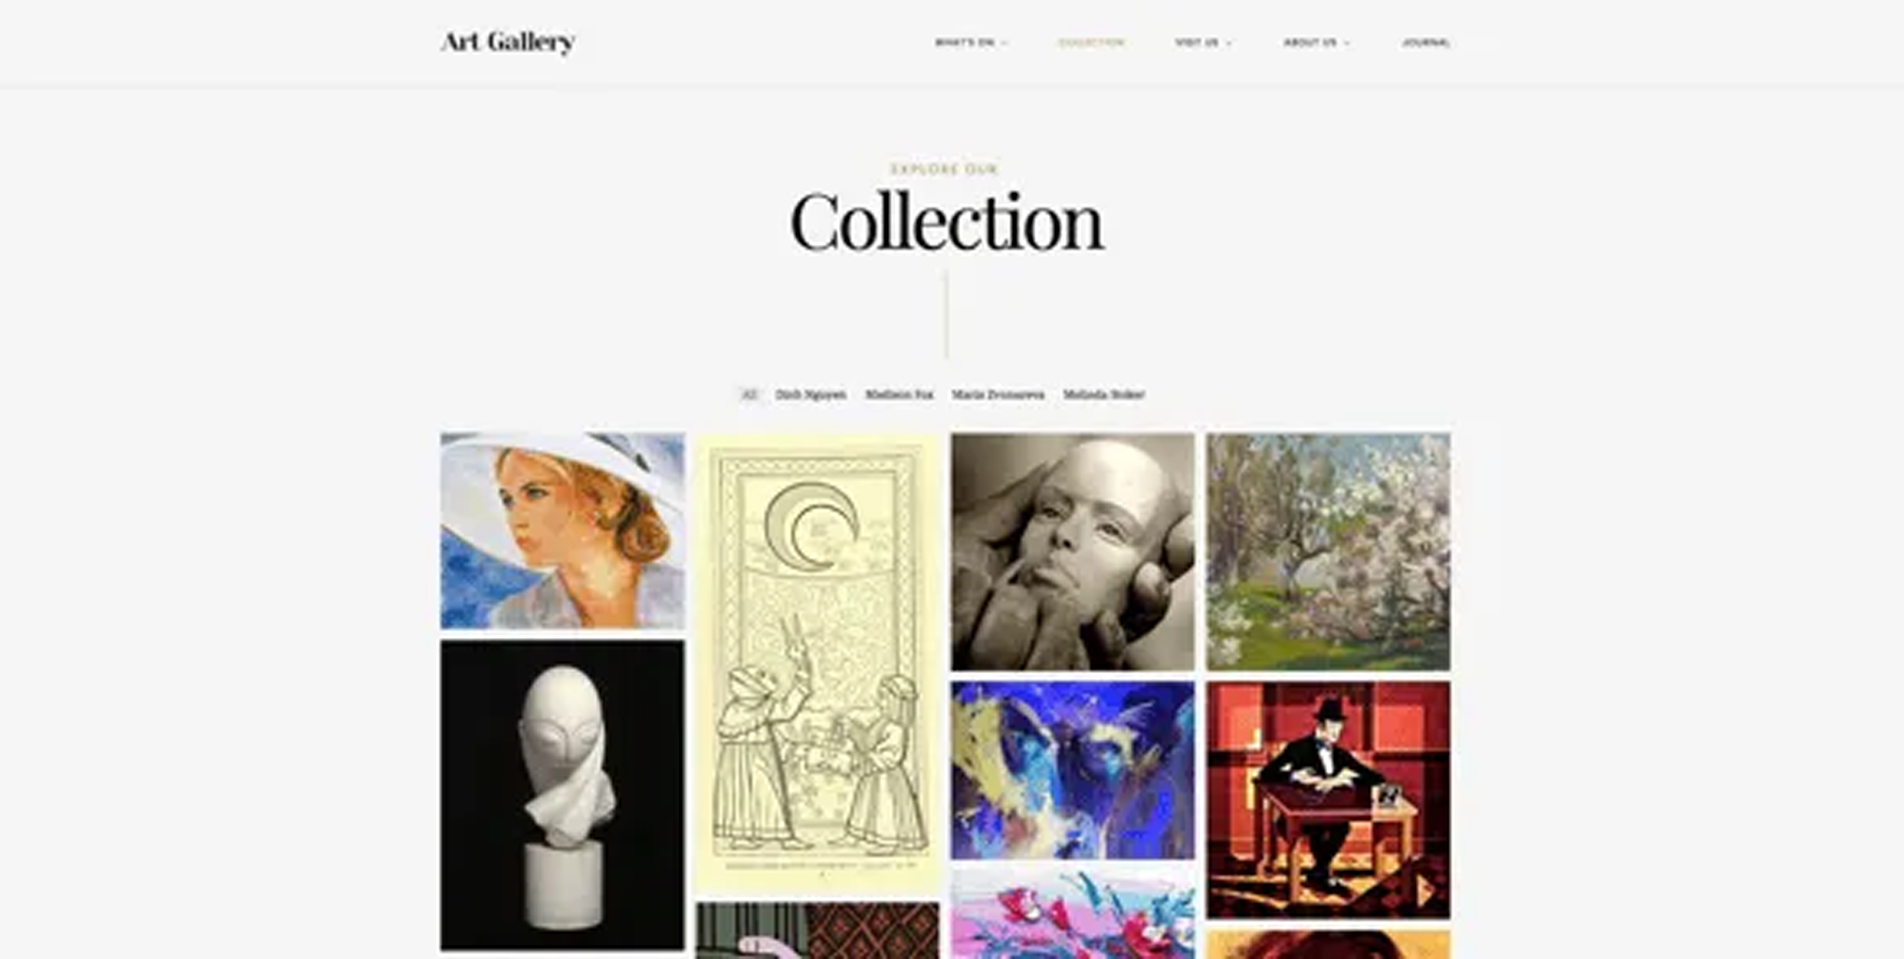 Art Gallery
WHAT'S ON COLLECTION VISIT US ABOUT US JOURNAL
EXPLORE OUR
Collection
All Dinh Nguyen Madison Fox Maria Zvonareva Melinda Stoker